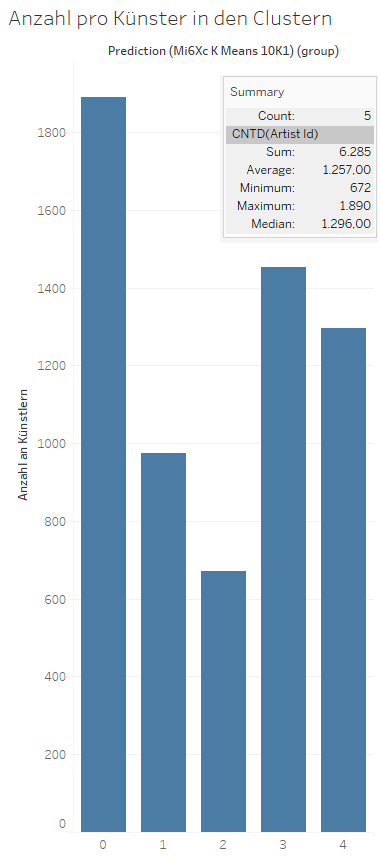 Anzahl pro Künster in den Clustern
Prediction (Mi6Xc K Means 10K1) (group)
Summary
Count: 5
CNTD(Artist Id)
Sum: 6.285
Average: 1.257,00
Minimum: 672
Maximum: 1.890
Median: 1.296,00
1800
1600
1400
1200
1000
800
600
400
200
0
Anzahl an Künstlern
0 1 2 3 4